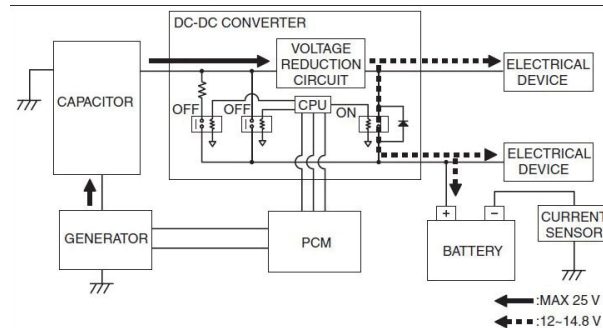 DC-DC CONVERTER
VOLTAGE
REDUCTION
CIRCUIT
ELECTRICAL
DEVICE
CAPACITOR
OFF
OFF
CPU
ON
ELECTRICAL
DEVICE
GENERATOR
PCM
+
−
BATTERY
CURRENT
SENSOR
:MAX 25 V
:12~14.8 V